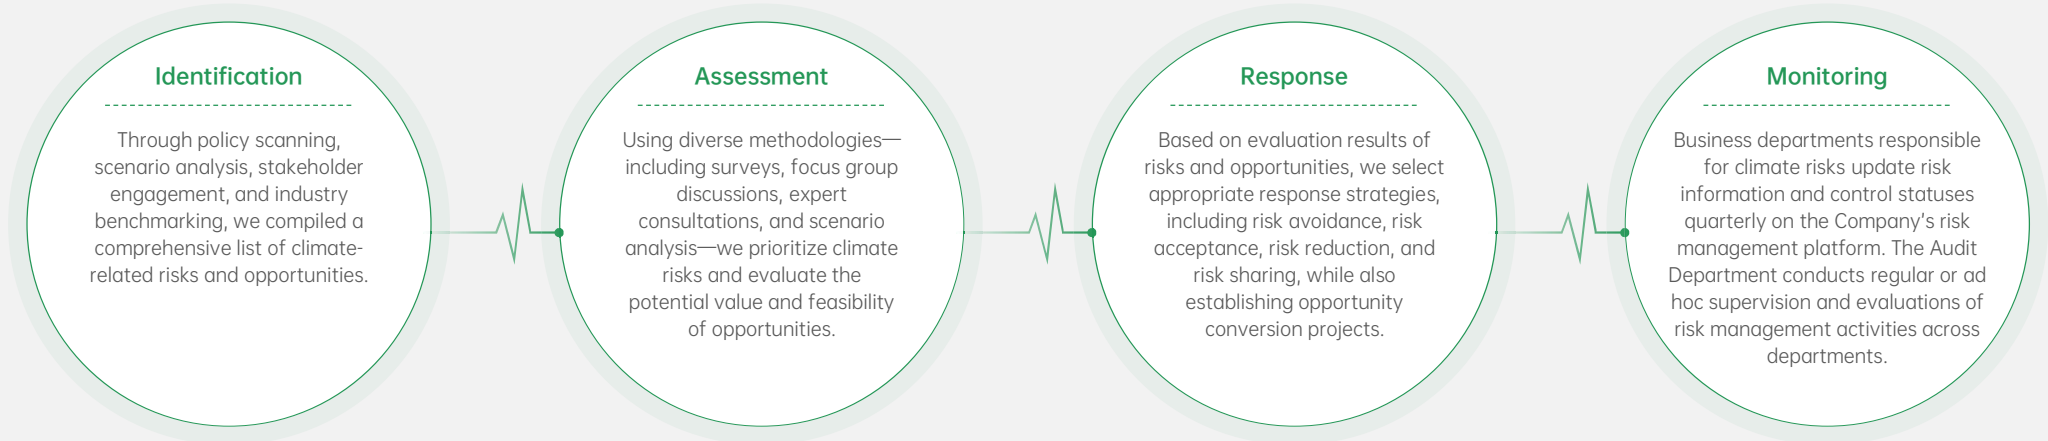 Identification
Through policy scanning,
scenario analysis, stakeholder
engagement, and industry
benchmarking, we compiled a
comprehensive list of climate-
related risks and opportunities.
Assessment
Using diverse methodologies—
including surveys, focus group
discussions, expert
consultations, and scenario
analysis—we prioritize climate
risks and evaluate the
potential value and feasibility
of opportunities.
Response
Based on evaluation results of
risks and opportunities, we select
appropriate response strategies,
including risk avoidance, risk
acceptance, risk reduction, and
risk sharing, while also
establishing opportunity
conversion projects.
Monitoring
Business departments responsible
for climate risks update risk
information and control statuses
quarterly on the Company's risk
management platform. The Audit
Department conducts regular or ad
hoc supervision and evaluations of
risk management activities across
departments.